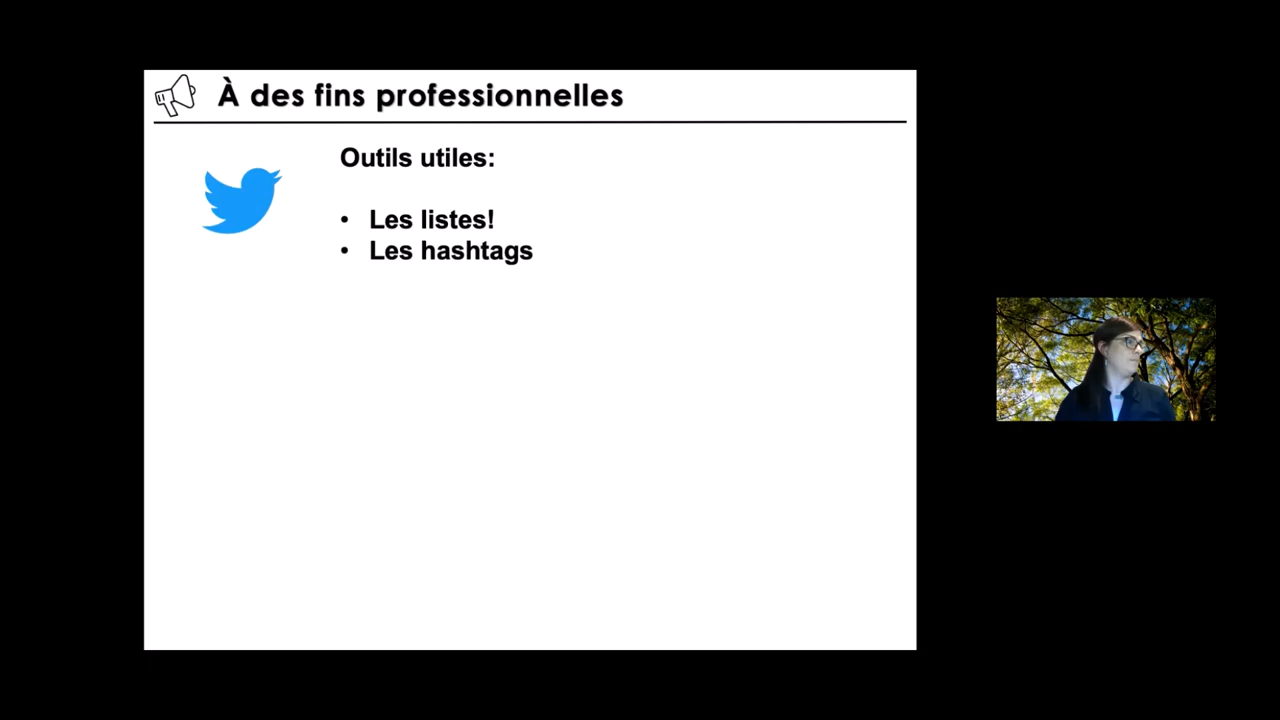 À des fins professionnelles
Outils utiles:
• Les listes!
• Les hashtags